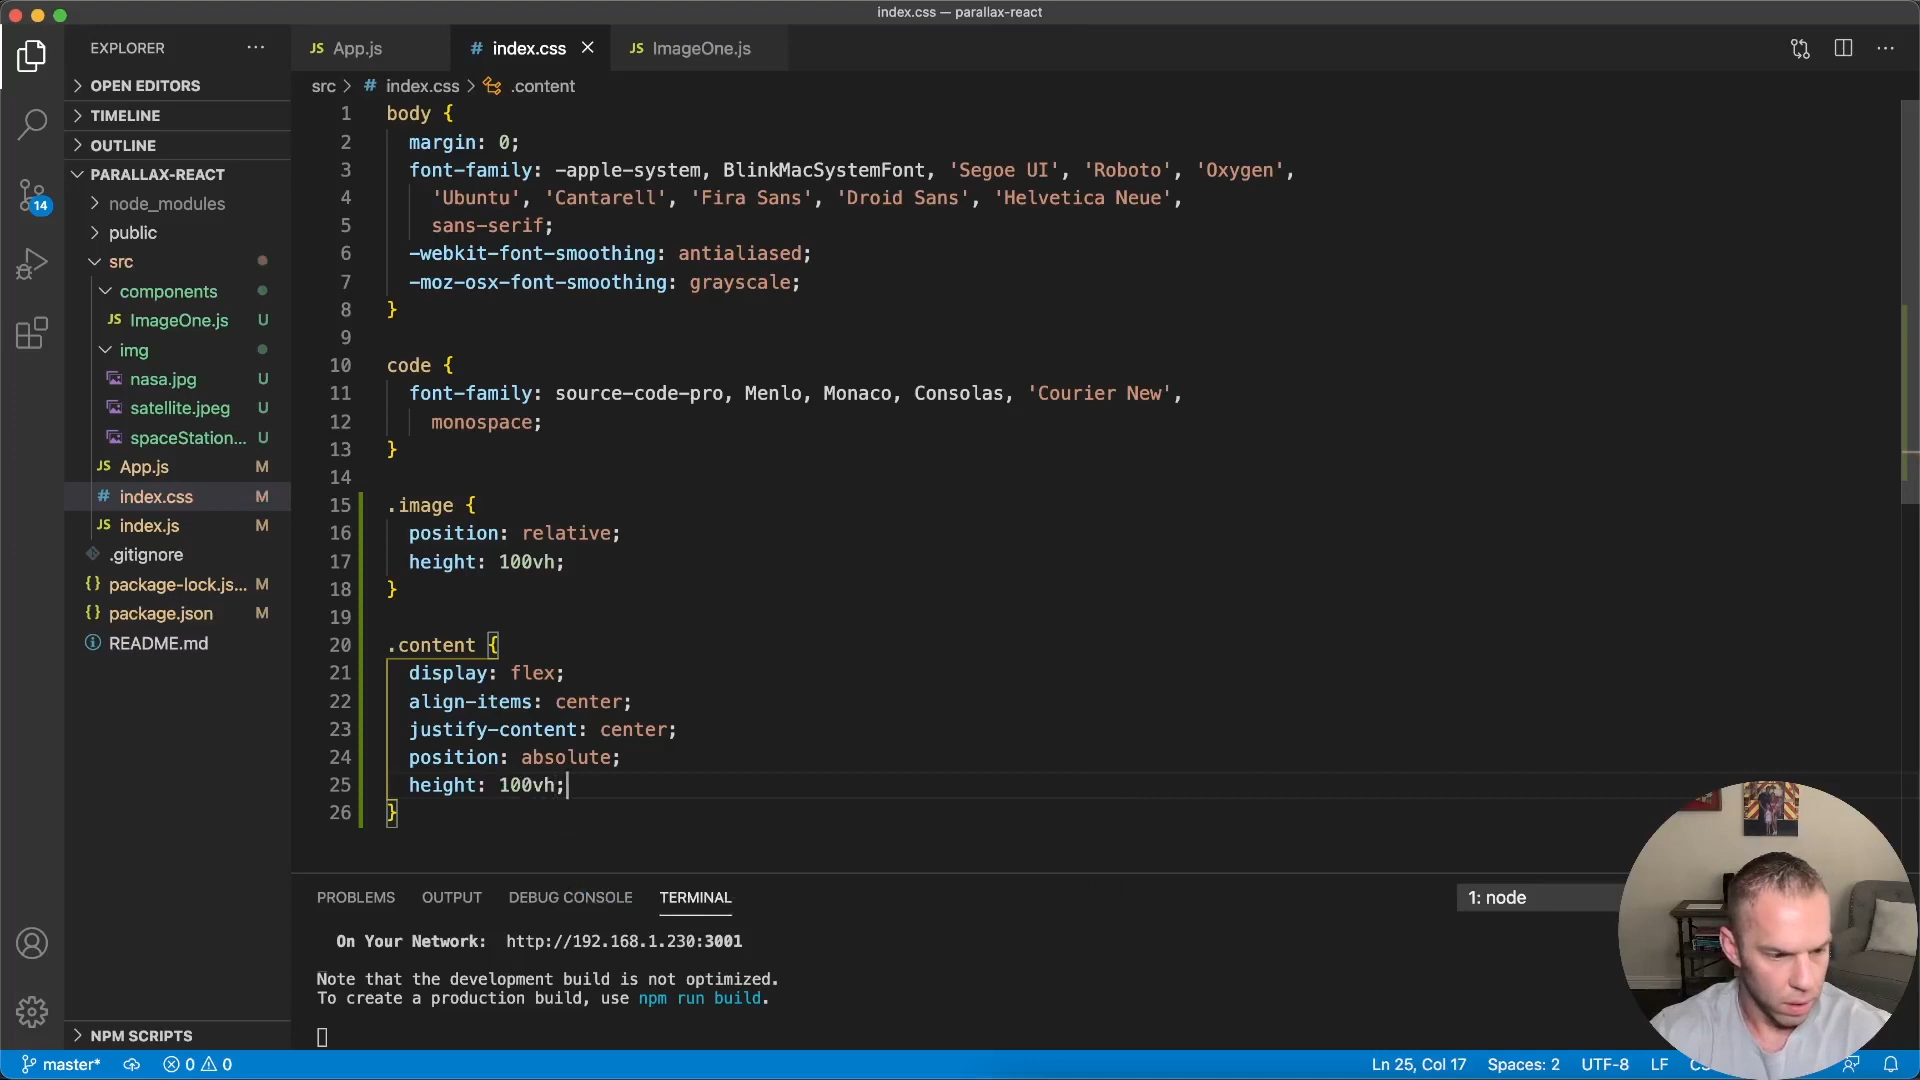 index.css — parallax-react
EXPLORER
App.js
index.css
ImageOne.js
src > index.css > .content
OPEN EDITORS
TIMELINE
OUTLINE
PARALLAX-REACT
node_modules
public
src
components
JS ImageOne.js U
img
nasa.jpg U
satellite.jpeg U
spaceStation... U
JS App.js M
# index.css M
JS index.js M
.gitignore
{} package-lock.js... M
{} package.json M
README.md
NPM SCRIPTS
14
1 body {
2 margin: 0;
3 font-family: -apple-system, BlinkMacSystemFont, 'Segoe UI', 'Roboto', 'Oxygen',
4 'Ubuntu', 'Cantarell', 'Fira Sans', 'Droid Sans', 'Helvetica Neue',
5 sans-serif;
6 -webkit-font-smoothing: antialiased;
7 -moz-osx-font-smoothing: grayscale;
8 }
9
10 code {
11 font-family: source-code-pro, Menlo, Monaco, Consolas, 'Courier New',
12 monospace;
13 }
14
15 .image {
16 position: relative;
17 height: 100vh;
18 }
19
20 .content {
21 display: flex;
22 align-items: center;
23 justify-content: center;
24 position: absolute;
25 height: 100vh;
26 }
PROBLEMS OUTPUT DEBUG CONSOLE TERMINAL
1: node
On Your Network: http://192.168.1.230:3001
Note that the development build is not optimized.
To create a production build, use npm run build.
master* 0 0
Ln 25, Col 17 Spaces: 2 UTF-8 LF